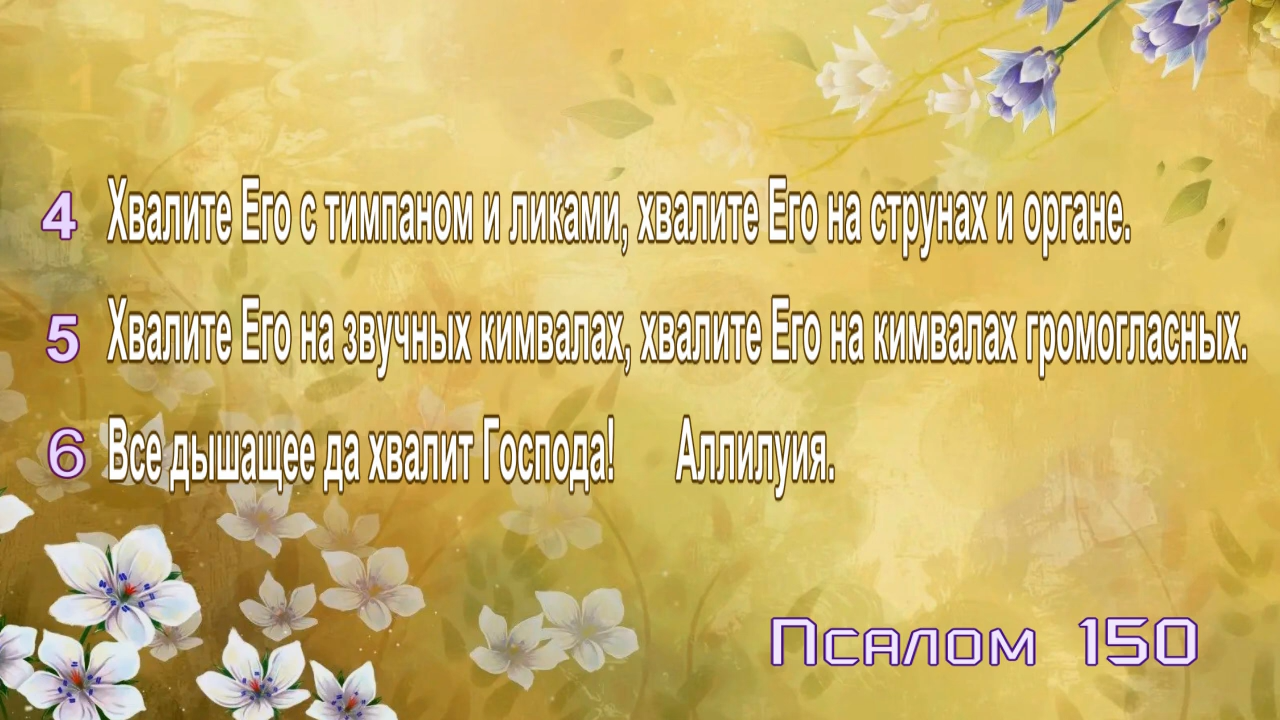 4 Хвалите Его с тимпаном и ликами, хвалите Его на струнах и органе.
5 Хвалите Его на звучных кимвалах, хвалите Его на кимвалах громогласных.
6 Все дышащее да хвалит Господа! Аллилуия.
Псалом 150